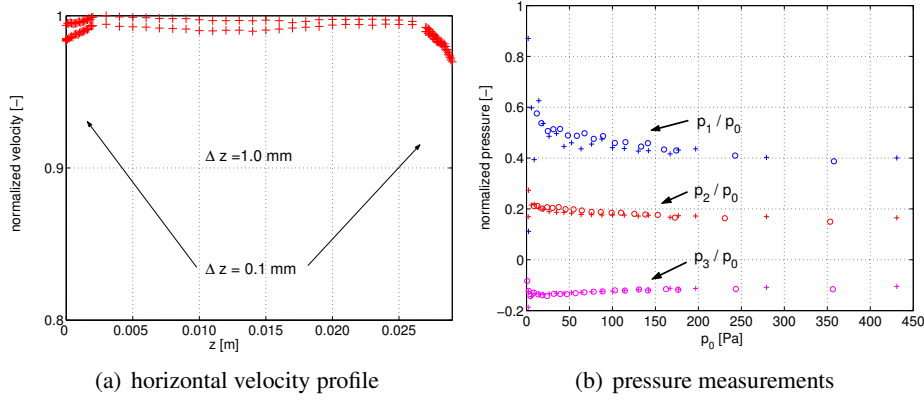 1
0.9
0.8
normalized velocity [−]
Δ z =1.0 mm
Δ z = 0.1 mm
0 0.005 0.010 0.015 0.020 0.025
z [m]
(a) horizontal velocity profile
1
0.8
0.6
0.4
0.2
0
−0.2
normalized pressure [−]
p1 / p0
p2 / p0
p3 / p0
0 50 100 150 200 250 300 350 400 450
p0 [Pa]
(b) pressure measurements